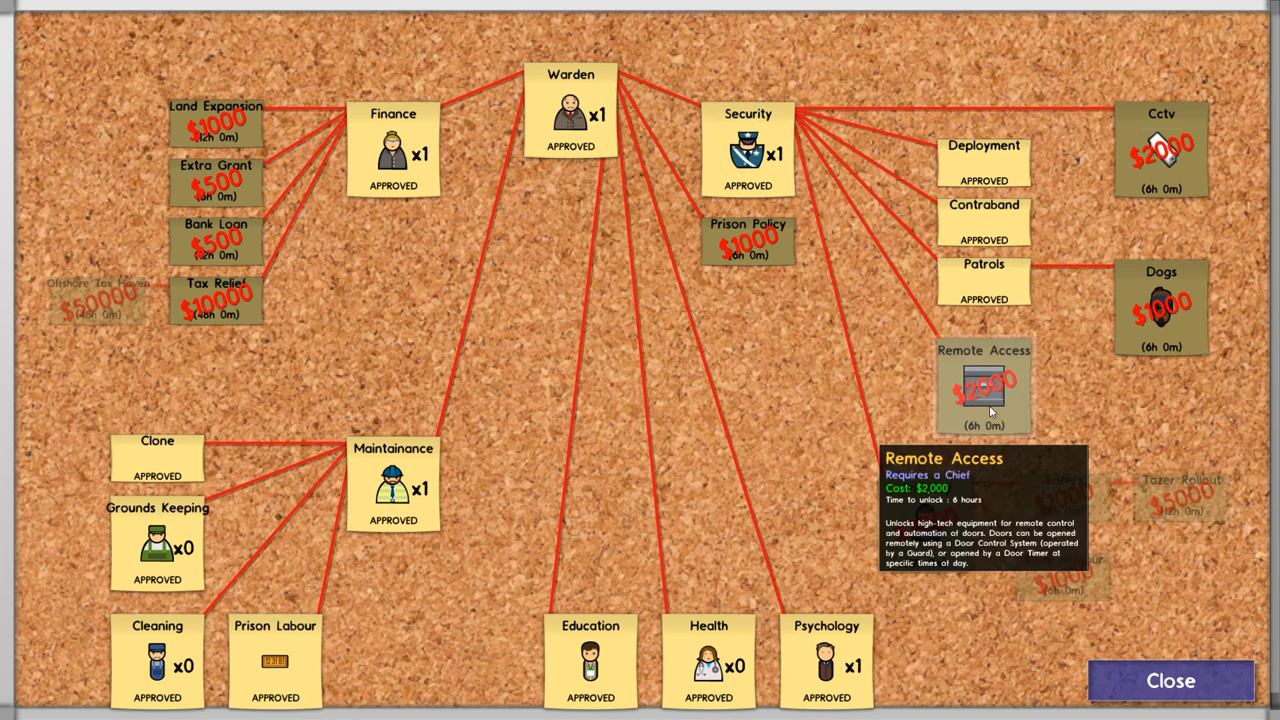 Warden
x1
APPROVED
Land Expansion
$1000
(12h 0m)
Extra Grant
$500
Bank Loan
$500
Tax Relief
$10000
Offshore Tax Haven
$50000
(48h 0m)
Finance
x1
APPROVED
Security
x1
APPROVED
Prison Policy
$1000
(6h 0m)
Deployment
APPROVED
Contraband
APPROVED
Patrols
APPROVED
Cctv
$2000
(6h 0m)
Dogs
$1000
(6h 0m)
Remote Access
$2000
(6h 0m)
Remote Access
Requires a Chief
Cost: $2,000
Time to unlock : 6 hours
Unlocks high-tech equipment for remote control
and automation of doors. Doors can be opened
remotely using a Door Control System (operated
by a Guard), or opened by a Door Timer at
specific times of day.
Tazer Rollout
$5000
(12h 0m)
$1000
(6h 0m)
Clone
APPROVED
Grounds Keeping
x0
APPROVED
Maintainance
x1
APPROVED
Cleaning
x0
APPROVED
Prison Labour
APPROVED
Education
APPROVED
Health
x0
APPROVED
Psychology
x1
APPROVED
Close